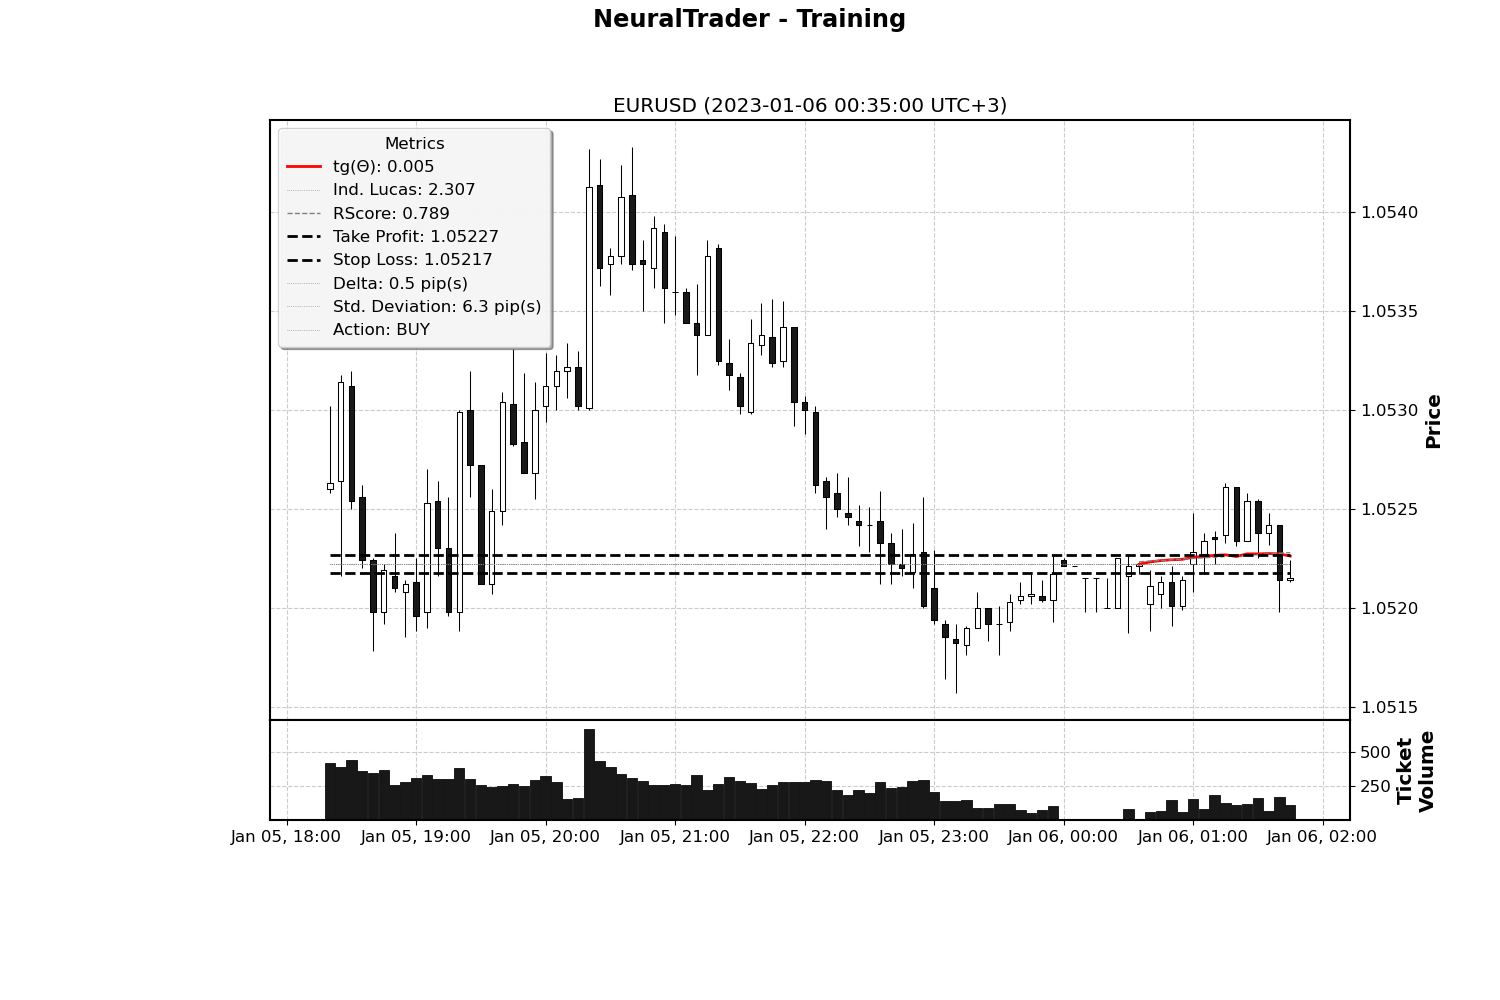 NeuralTrader - Training
EURUSD (2023-01-06 00:35:00 UTC+3)
Metrics
tg(Θ): 0.005
Ind. Lucas: 2.307
RScore: 0.789
Take Profit: 1.05227
Stop Loss: 1.05217
Delta: 0.5 pip(s)
Std. Deviation: 6.3 pip(s)
Action: BUY
1.0540
1.0535
1.0530
1.0525
1.0520
1.0515
Price
500
250
Ticket
Volume
Jan 05, 18:00 Jan 05, 19:00 Jan 05, 20:00 Jan 05, 21:00 Jan 05, 22:00 Jan 05, 23:00 Jan 06, 00:00 Jan 06, 01:00 Jan 06, 02:00